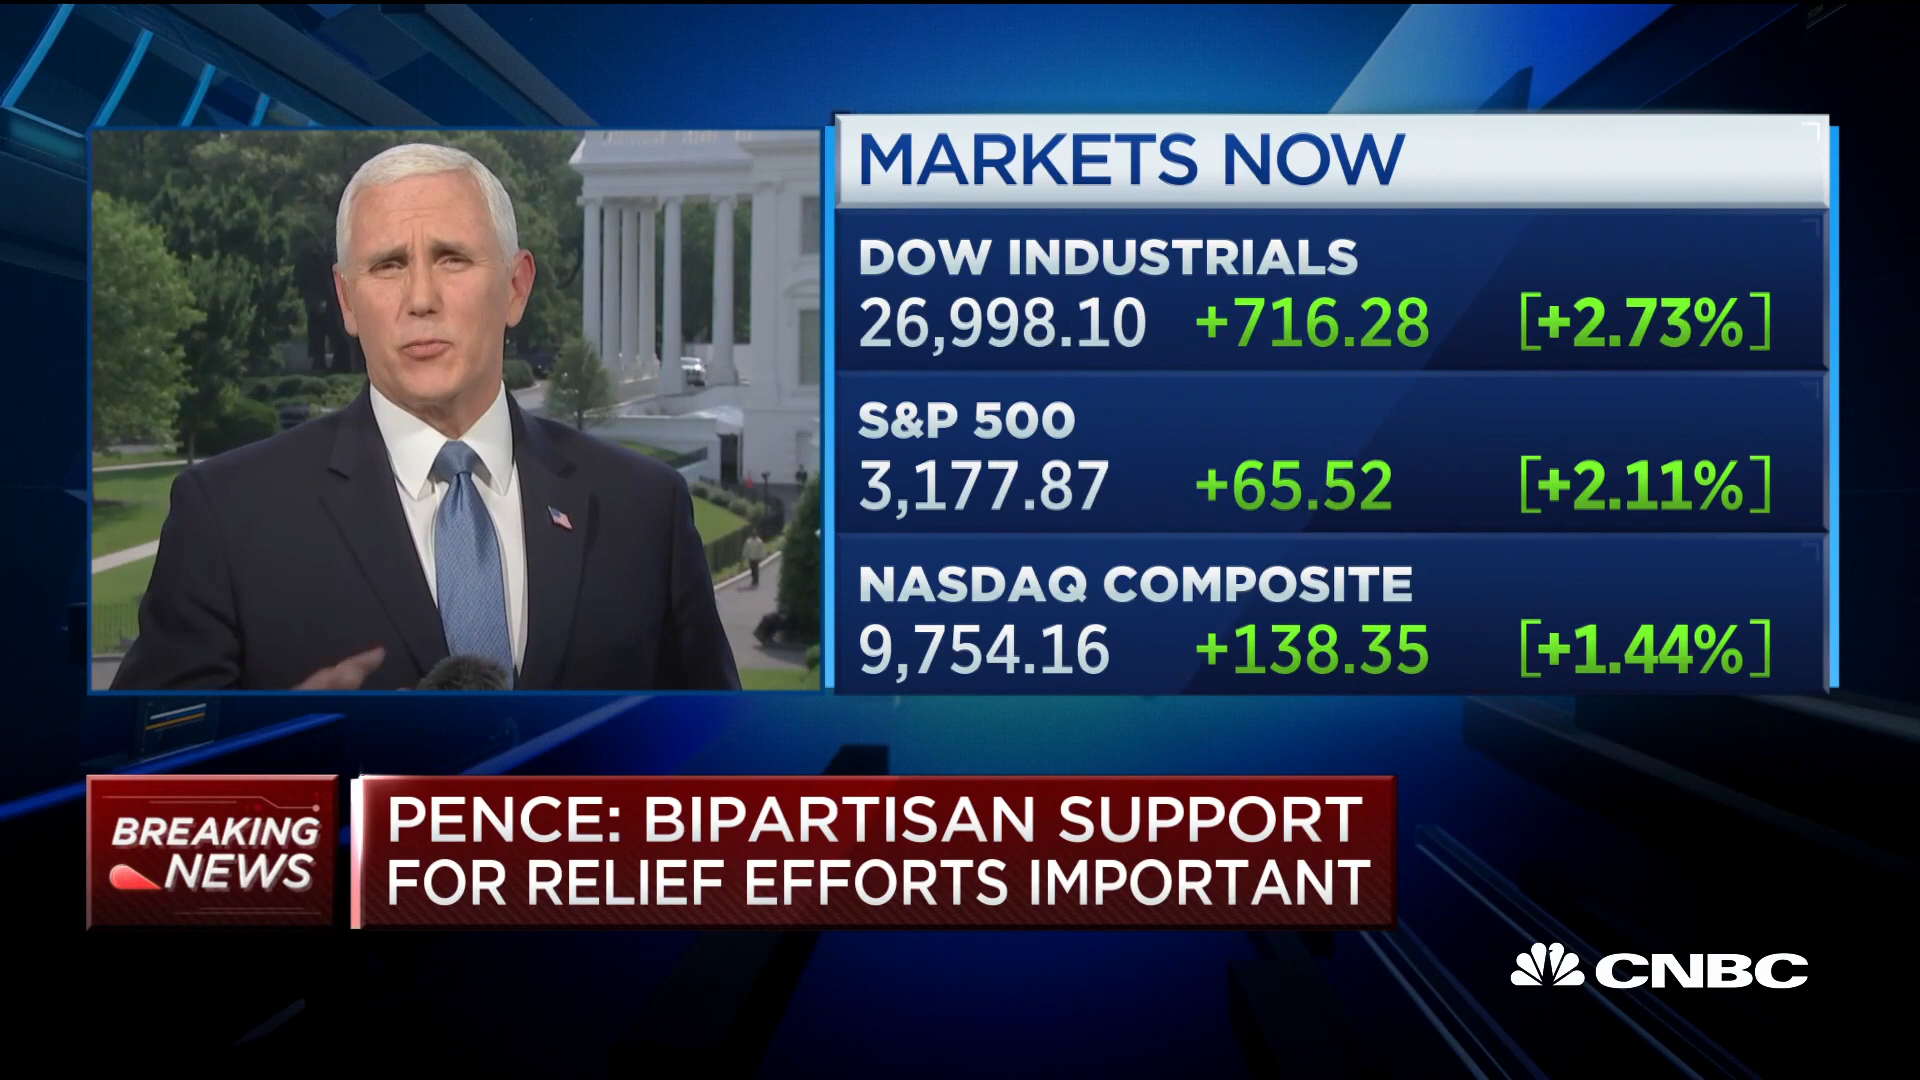 MARKETS NOW
DOW INDUSTRIALS
26,998.10 +716.28 [+2.73%]
S&P 500
3,177.87 +65.52 [+2.11%]
NASDAQ COMPOSITE
9,754.16 +138.35 [+1.44%]
BREAKING
NEWS
PENCE: BIPARTISAN SUPPORT
FOR RELIEF EFFORTS IMPORTANT
CNBC